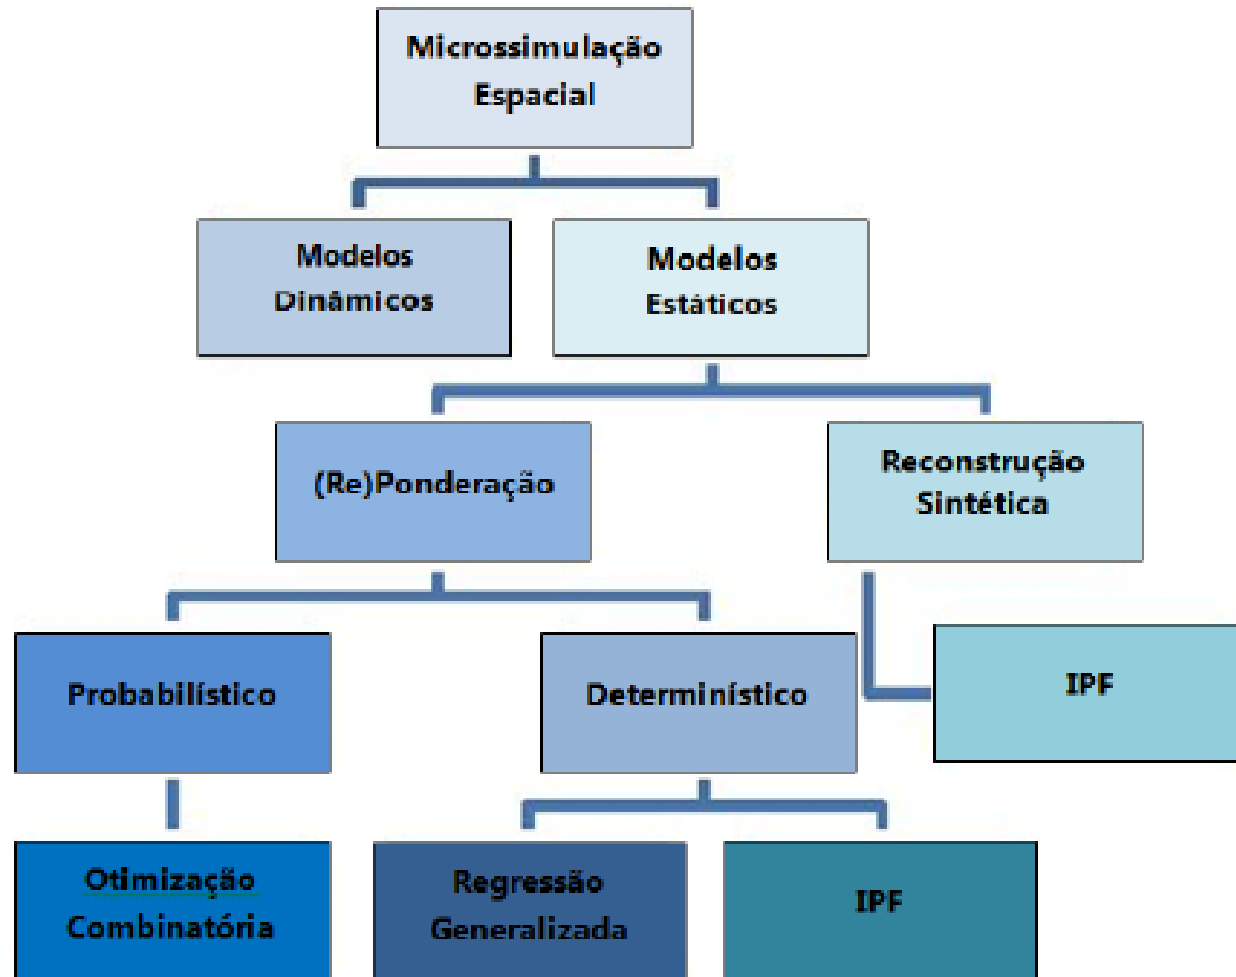 Microssimulação
Espacial
Modelos
Dinâmicos
Modelos
Estáticos
(Re)Ponderação
Reconstrução
Sintética
Probabilístico
Determinístico
IPF
Otimização
Combinatória
Regressão
Generalizada
IPF